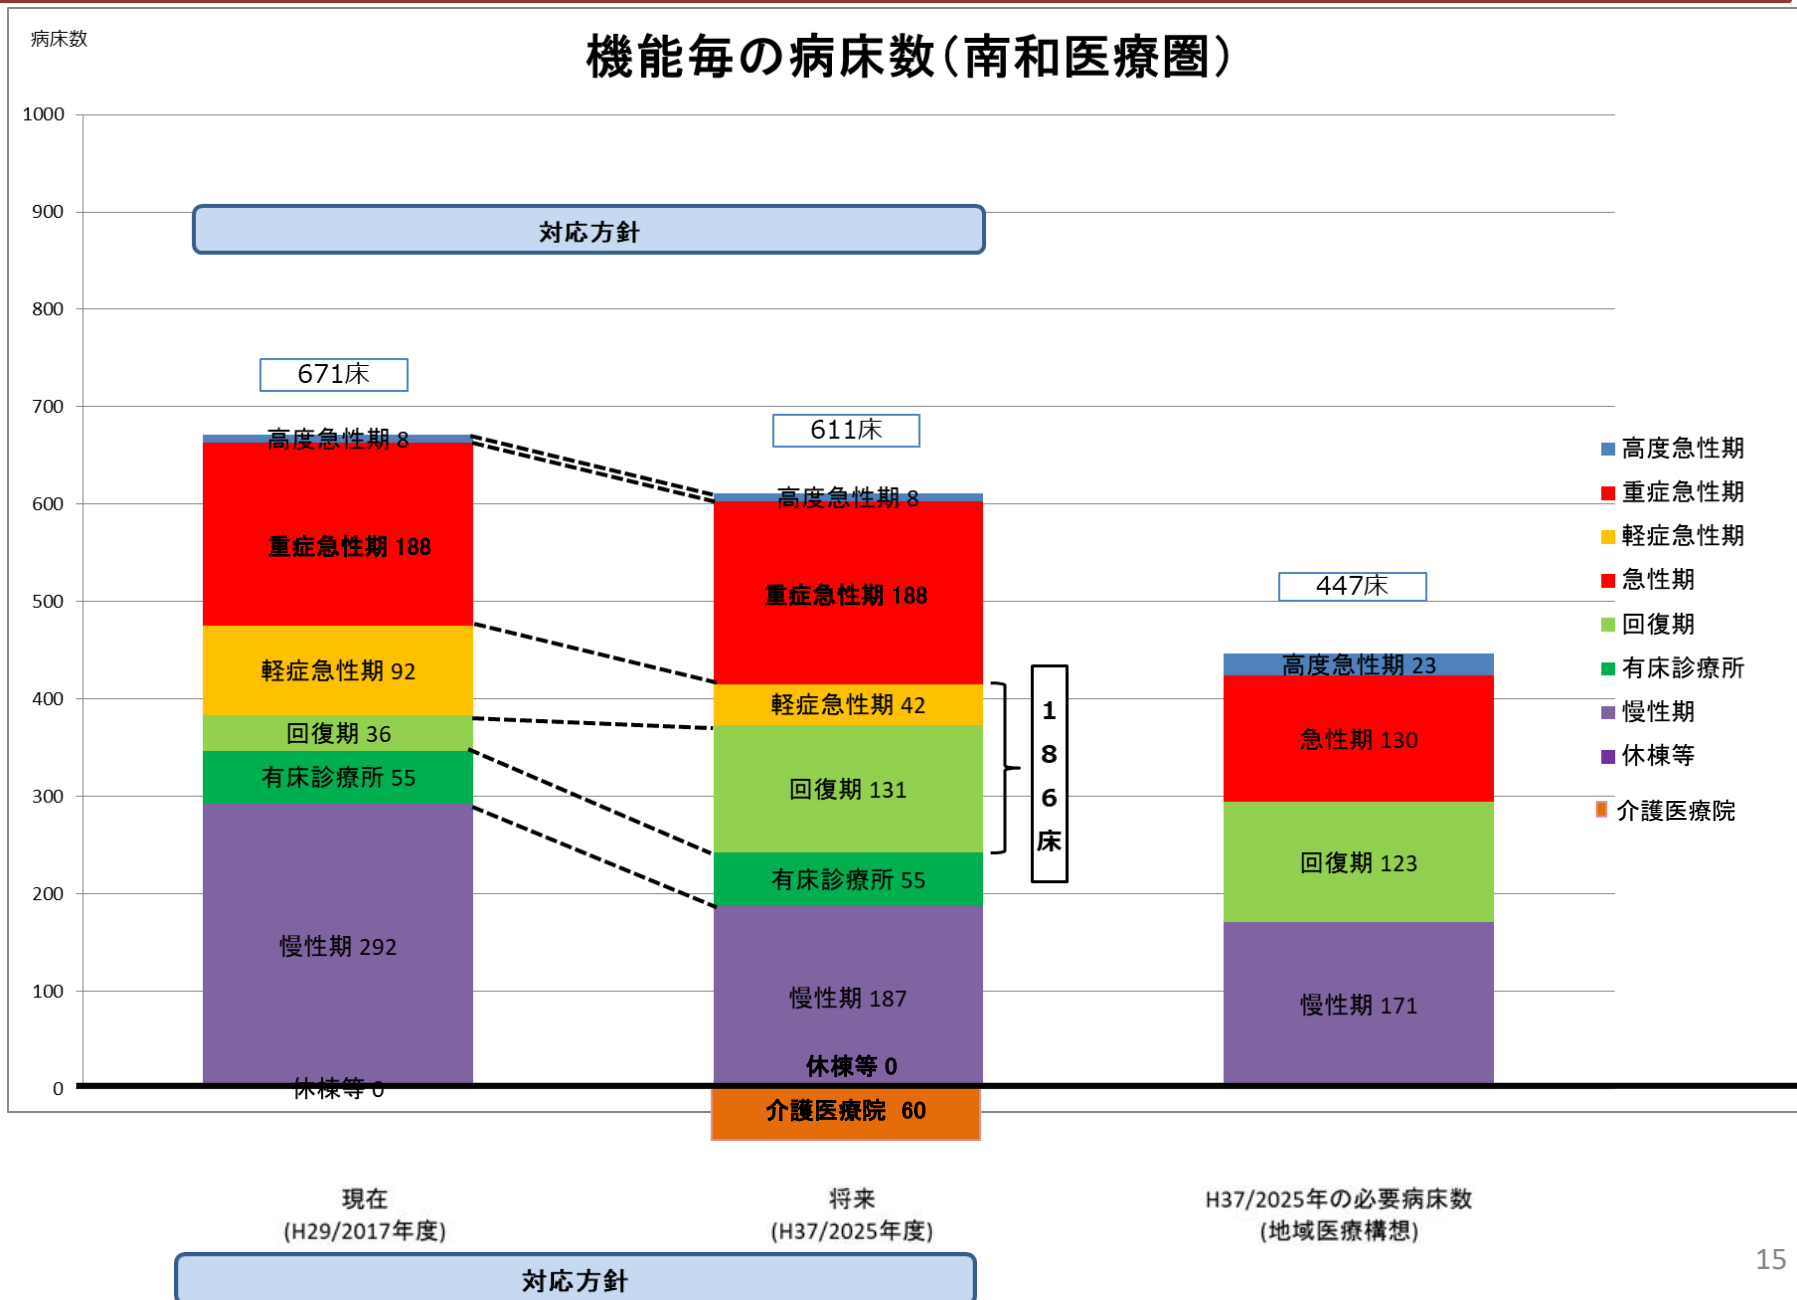 病床数
機能毎の病床数(南和医療圏)
1000
900
800
700
600
500
400
300
200
100
0
対応方針
671床
高度急性期 8
重症急性期 188
軽症急性期 92
回復期 36
有床診療所 55
慢性期 292
休棟等 0
611床
高度急性期 8
重症急性期 188
軽症急性期 42
回復期 131
有床診療所 55
慢性期 187
休棟等 0
介護医療院 60
186床
447床
高度急性期 23
急性期 130
回復期 123
慢性期 171
高度急性期
重症急性期
軽症急性期
急性期
回復期
有床診療所
慢性期
休棟等
介護医療院
現在
(H29/2017年度)
将来
(H37/2025年度)
H37/2025年の必要病床数
(地域医療構想)
対応方針
15